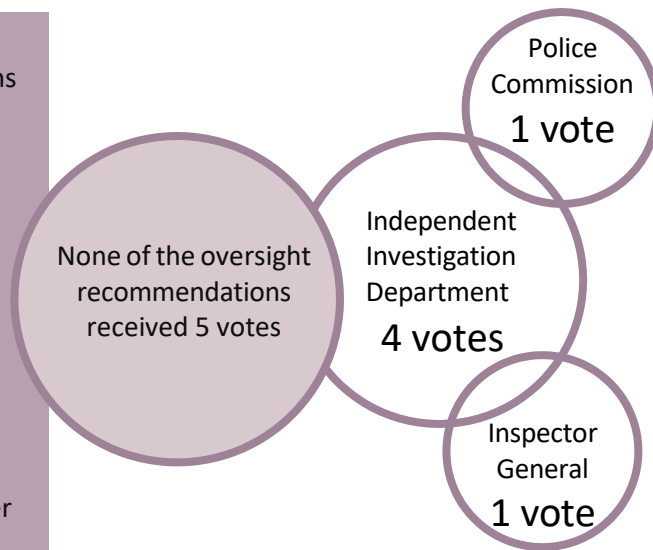 ns
None of the oversight
recommendations
received 5 votes
Police
Commission
1 vote
Independent
Investigation
Department
4 votes
Inspector
General
1 vote